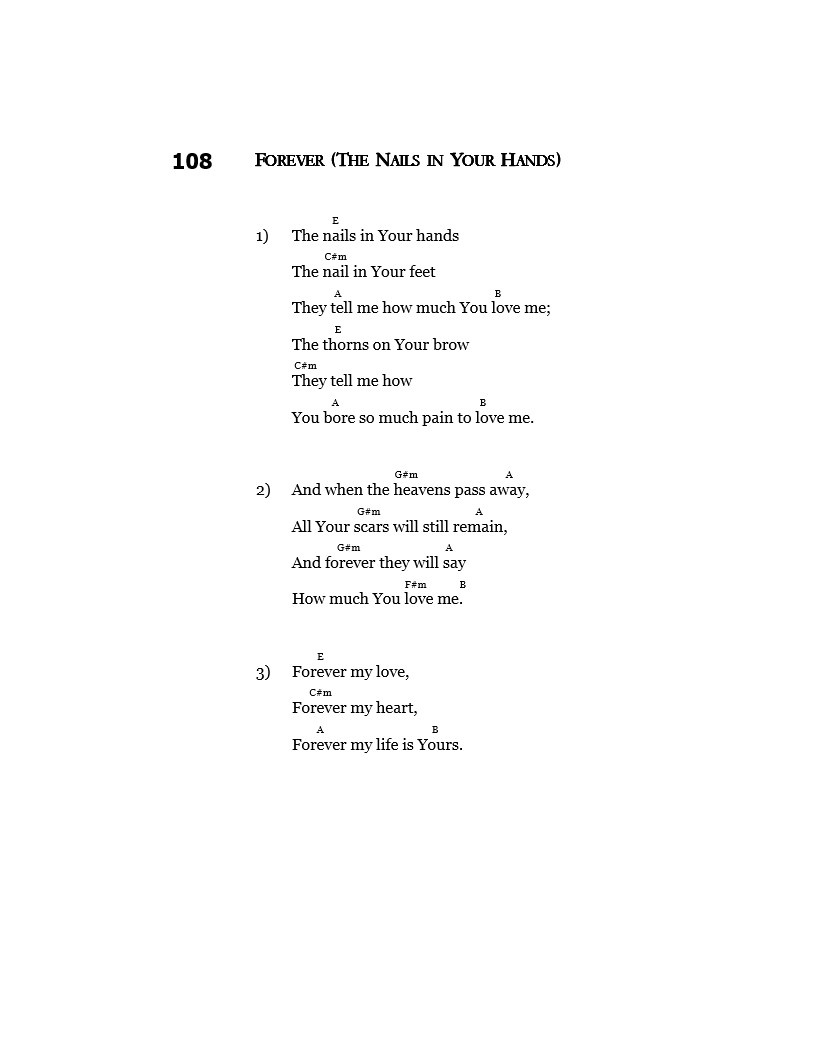 108 FOREVER (THE NAILS IN YOUR HANDS)
E
1) The nails in Your hands
C#m
The nail in Your feet
A B
They tell me how much You love me;
E
The thorns on Your brow
C#m
They tell me how
A B
You bore so much pain to love me.
G#m A
2) And when the heavens pass away,
G#m A
All Your scars will still remain,
G#m A
And forever they will say
F#m B
How much You love me.
E
3) Forever my love,
C#m
Forever my heart,
A B
Forever my life is Yours.